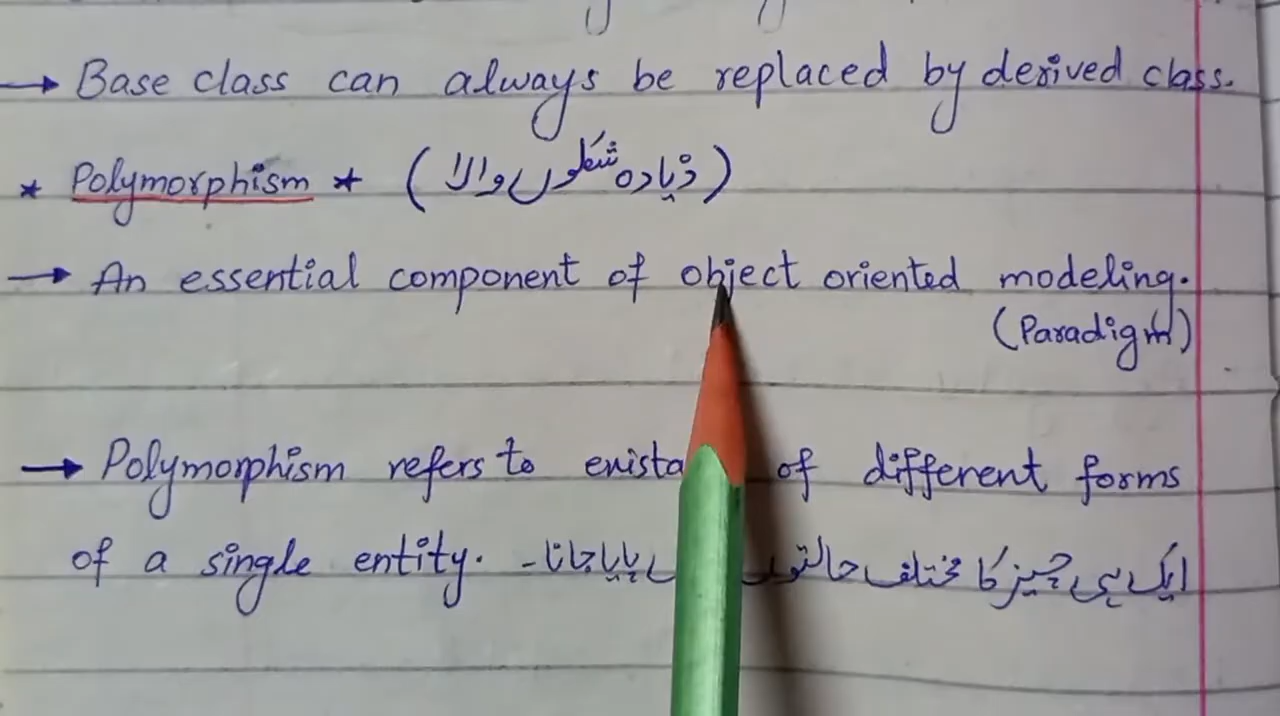 → Base class can always be replaced by derived class.
* Polymorphism * (زیادہ شکلوں والا)
→ An essential component of object oriented modeling.
(Paradigm)
→ Polymorphism refers to of different forms
of a single entity. ایک ہی چیز کا مختلف حالتوں پایا جانا۔